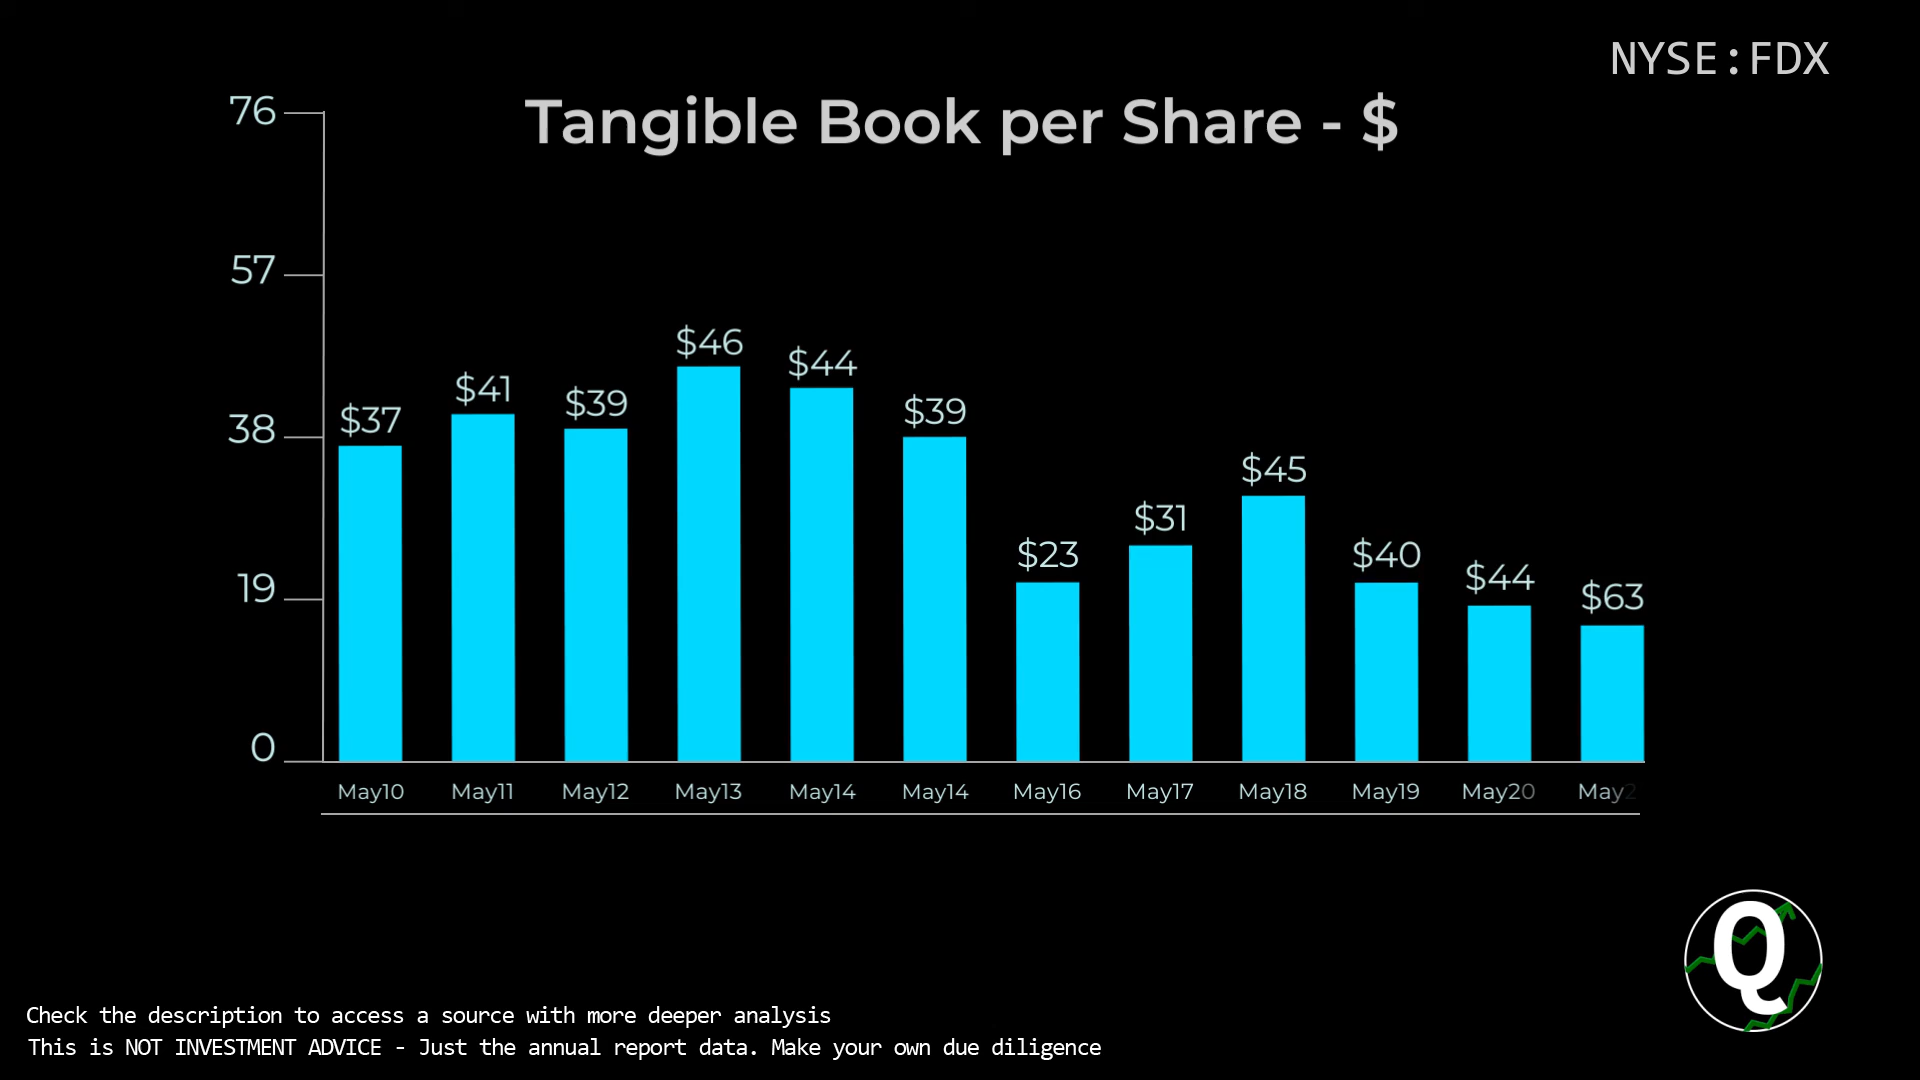 NYSE:FDX
Tangible Book per Share - $
76
57
38
19
0
$37
$41
$39
$46
$44
$39
$23
$31
$45
$40
$44
$63
May10
May11
May12
May13
May14
May14
May16
May17
May18
May19
May20
May2
Q
Check the description to access a source with more deeper analysis
This is NOT INVESTMENT ADVICE - Just the annual report data. Make your own due diligence